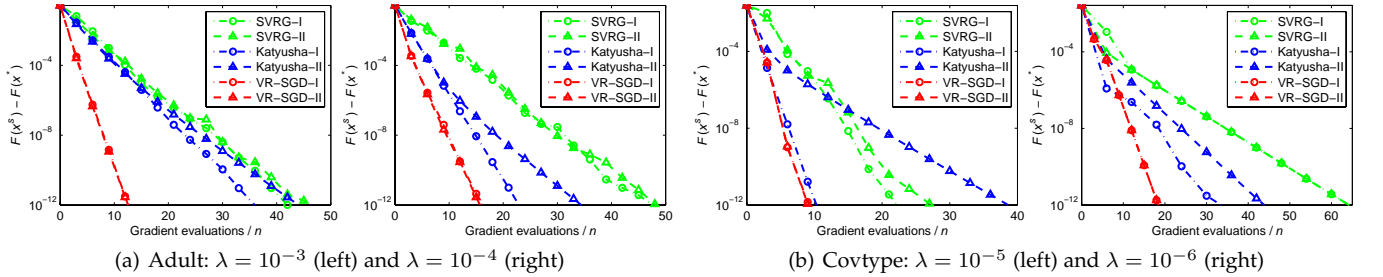 F(x^s) − F(x^*)
10^−4
10^−8
10^−12
0 10 20 30 40 50
Gradient evaluations / n
SVRG−I
SVRG−II
Katyusha−I
Katyusha−II
VR−SGD−I
VR−SGD−II
F(x^s) − F(x^*)
10^−4
10^−8
10^−12
0 10 20 30 40 50
Gradient evaluations / n
SVRG−I
SVRG−II
Katyusha−I
Katyusha−II
VR−SGD−I
VR−SGD−II
(a) Adult: λ = 10^−3 (left) and λ = 10^−4 (right)
F(x^s) − F(x^*)
10^−4
10^−8
10^−12
0 10 20 30 40
Gradient evaluations / n
SVRG−I
SVRG−II
Katyusha−I
Katyusha−II
VR−SGD−I
VR−SGD−II
F(x^s) − F(x^*)
10^−4
10^−8
10^−12
0 10 20 30 40 50 60
Gradient evaluations / n
SVRG−I
SVRG−II
Katyusha−I
Katyusha−II
VR−SGD−I
VR−SGD−II
(b) Covtype: λ = 10^−5 (left) and λ = 10^−6 (right)